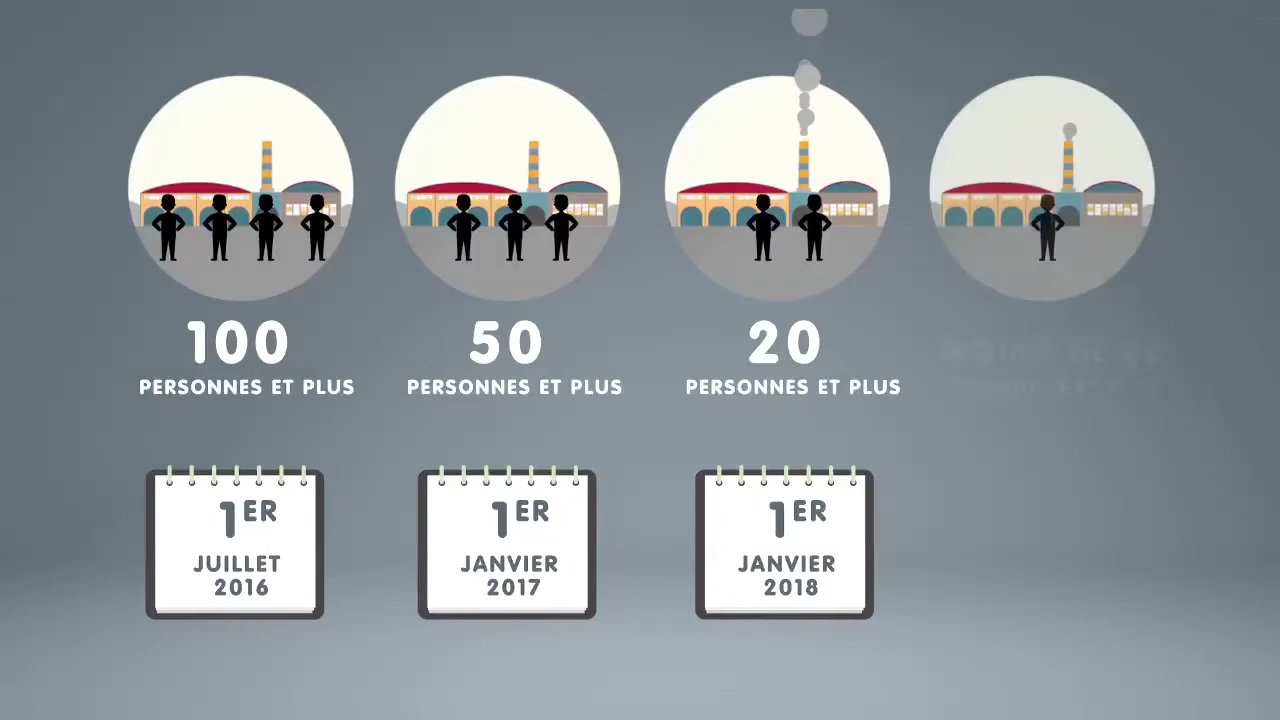 100
PERSONNES ET PLUS
50
PERSONNES ET PLUS
20
PERSONNES ET PLUS
1ER
JUILLET
2016
1ER
JANVIER
2017
1ER
JANVIER
2018